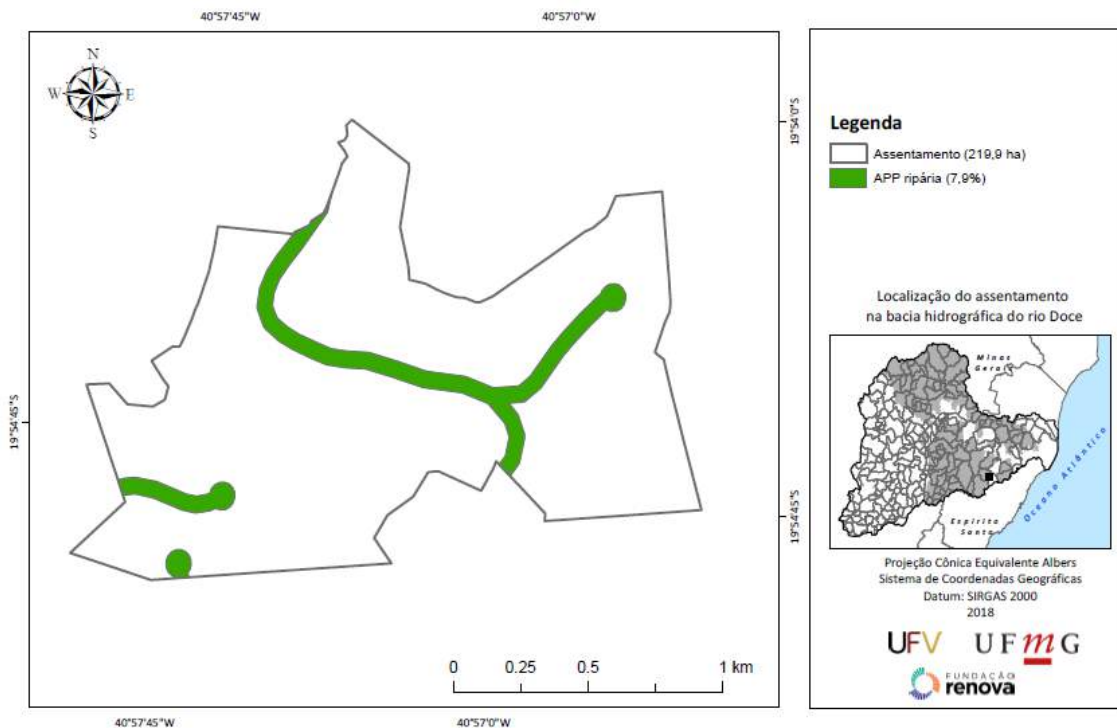 40°57'45"W
40°57'0"W
N
W
E
S
19°54'0"S
19°54'45"S
19°54'45"S
0
0.25
0.5
1 km
40°57'45"W
40°57'0"W
Legenda
Assentamento (219,9 ha)
APP ripária (7,9%)
Localização do assentamento
na bacia hidrográfica do rio Doce
Minas
Gerais
Oceano Atlântico
Espírito
Santo
Projeção Cônica Equivalente Albers
Sistema de Coordenadas Geográficas
Datum: SIRGAS 2000
2018
UFV
UFmG
FUNDAÇÃO
renova